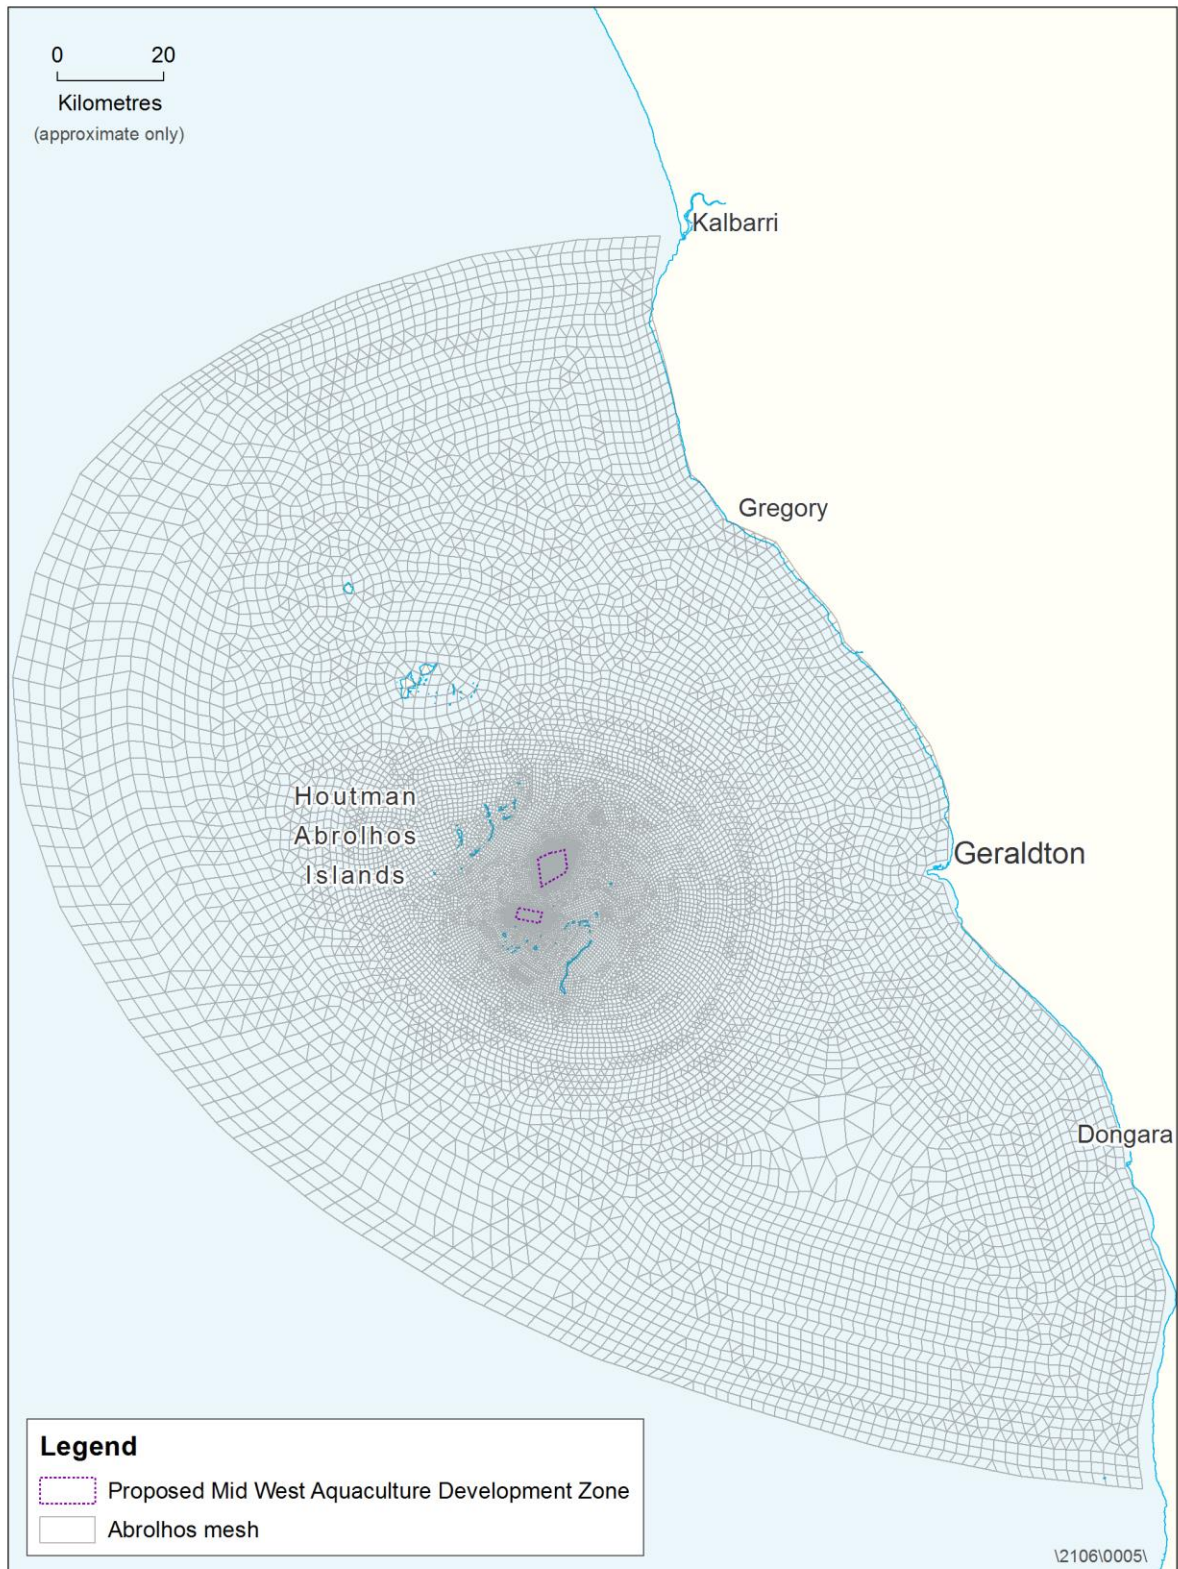 0 20
Kilometres
(approximate only)
Kalbarri
Gregory
Houtman
Abrolhos
Islands
Geraldton
Dongara
Legend
Proposed Mid West Aquaculture Development Zone
Abrolhos mesh
\2106\0005\